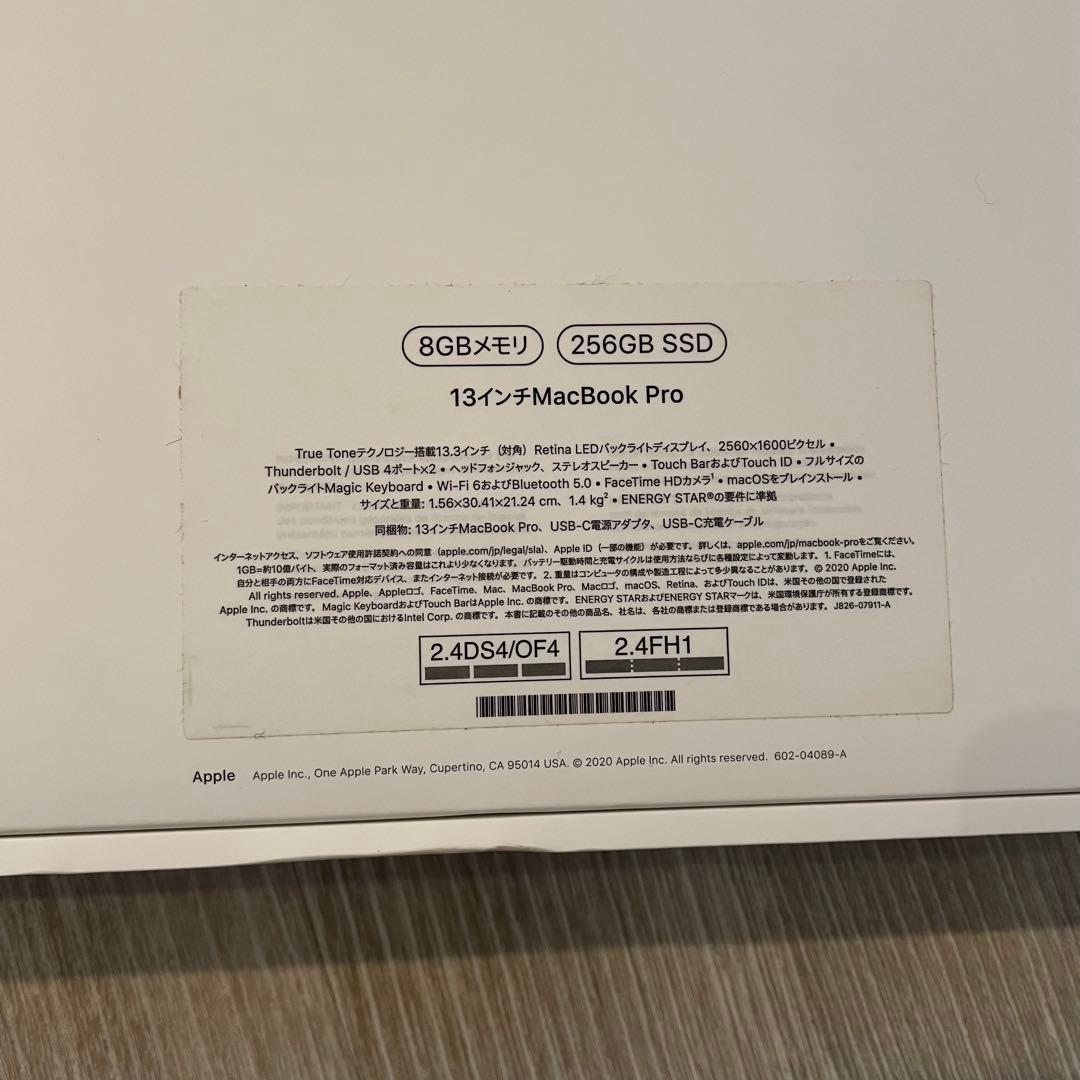 8GBメモリ 256GB SSD
13インチMacBook Pro
True Toneテクノロジー搭載13.3インチ（対角）Retina LEDバックライトディスプレイ、2560×1600ピクセル •
Thunderbolt / USB 4ポート×2 • ヘッドフォンジャック、ステレオスピーカー • Touch BarおよびTouch ID • フルサイズの
バックライトMagic Keyboard • Wi-Fi 6およびBluetooth 5.0 • FaceTime HDカメラ¹ • macOSをプレインストール •
サイズと重量: 1.56×30.41×21.24 cm、1.4 kg² • ENERGY STAR®の要件に準拠
同梱物: 13インチMacBook Pro、USB-C電源アダプタ、USB-C充電ケーブル
インターネットアクセス、ソフトウェア使用許諾契約への同意（apple.com/jp/legal/sla）、Apple ID（一部の機能）が必要です。詳しくは、apple.com/jp/macbook-proをご覧ください。
1GB=約10億バイト、実際のフォーマット済み容量はこれより少なくなります。バッテリー駆動時間と充電サイクルは使用方法ならびに各種設定によって変動します。1. FaceTimeには、
自分と相手の両方にFaceTime対応デバイス、またインターネット接続が必要です。2. 重量はコンピュータの構成や製造工程によって多少異なることがあります。© 2020 Apple Inc.
All rights reserved. Apple、Appleロゴ、FaceTime、Mac、MacBook Pro、Macロゴ、macOS、Retina、およびTouch IDは、米国その他の国で登録された
Apple Inc. の商標です。Magic KeyboardおよびTouch BarはApple Inc. の商標です。ENERGY STARおよびENERGY STARマークは、米国環境保護庁が所有する登録商標です。
Thunderboltは米国その他の国におけるIntel Corp. の商標です。本書に記載のその他の商品名、社名は、各社の商標または登録商標である場合があります。J826-07911-A
2.4DS4/OF4 2.4FH1
Apple Apple Inc., One Apple Park Way, Cupertino, CA 95014 USA. © 2020 Apple Inc. All rights reserved. 602-04089-A